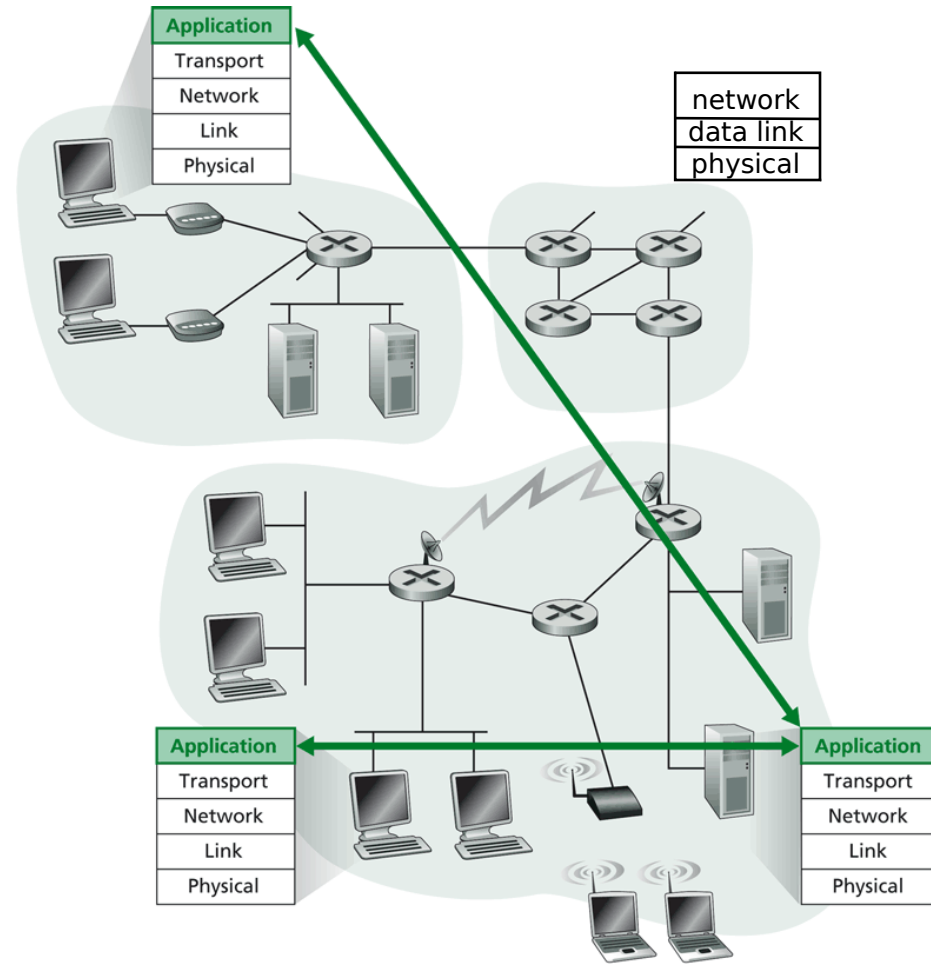 Application
Transport
Network
Link
Physical
network
data link
physical
Application
Transport
Network
Link
Physical
Application
Transport
Network
Link
Physical